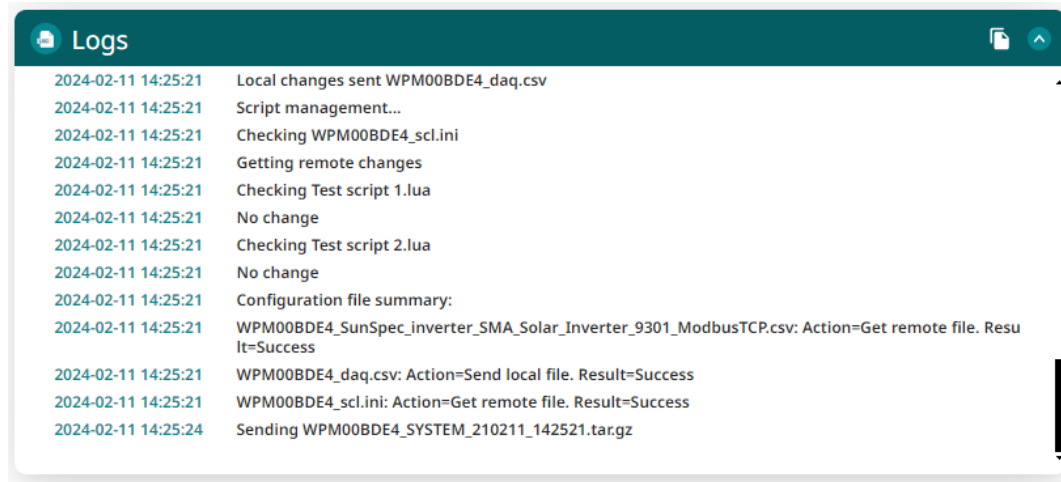 Logs
2024-02-11 14:25:21 Local changes sent WPM00BDE4_daq.csv
2024-02-11 14:25:21 Script management...
2024-02-11 14:25:21 Checking WPM00BDE4_scl.ini
2024-02-11 14:25:21 Getting remote changes
2024-02-11 14:25:21 Checking Test script 1.lua
2024-02-11 14:25:21 No change
2024-02-11 14:25:21 Checking Test script 2.lua
2024-02-11 14:25:21 No change
2024-02-11 14:25:21 Configuration file summary:
2024-02-11 14:25:21 WPM00BDE4_SunSpec_inverter_SMA_Solar_Inverter_9301_ModbusTCP.csv: Action=Get remote file. Resu
lt=Success
2024-02-11 14:25:21 WPM00BDE4_daq.csv: Action=Send local file. Result=Success
2024-02-11 14:25:21 WPM00BDE4_scl.ini: Action=Get remote file. Result=Success
2024-02-11 14:25:24 Sending WPM00BDE4_SYSTEM_210211_142521.tar.gz